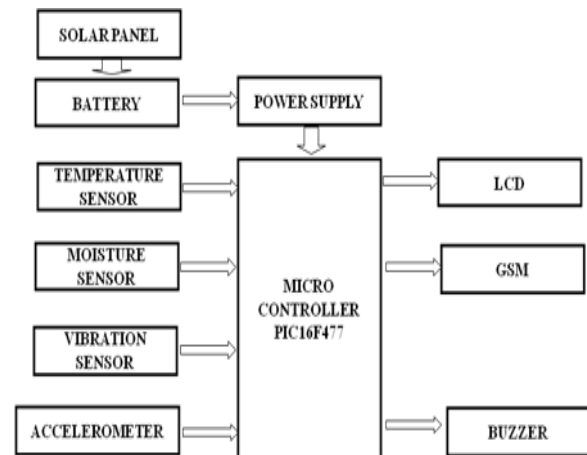 SOLAR PANEL
BATTERY
POWER SUPPLY
TEMPERATURE
SENSOR
MOISTURE
SENSOR
VIBRATION
SENSOR
ACCELEROMETER
MICRO
CONTROLLER
PIC16F477
LCD
GSM
BUZZER